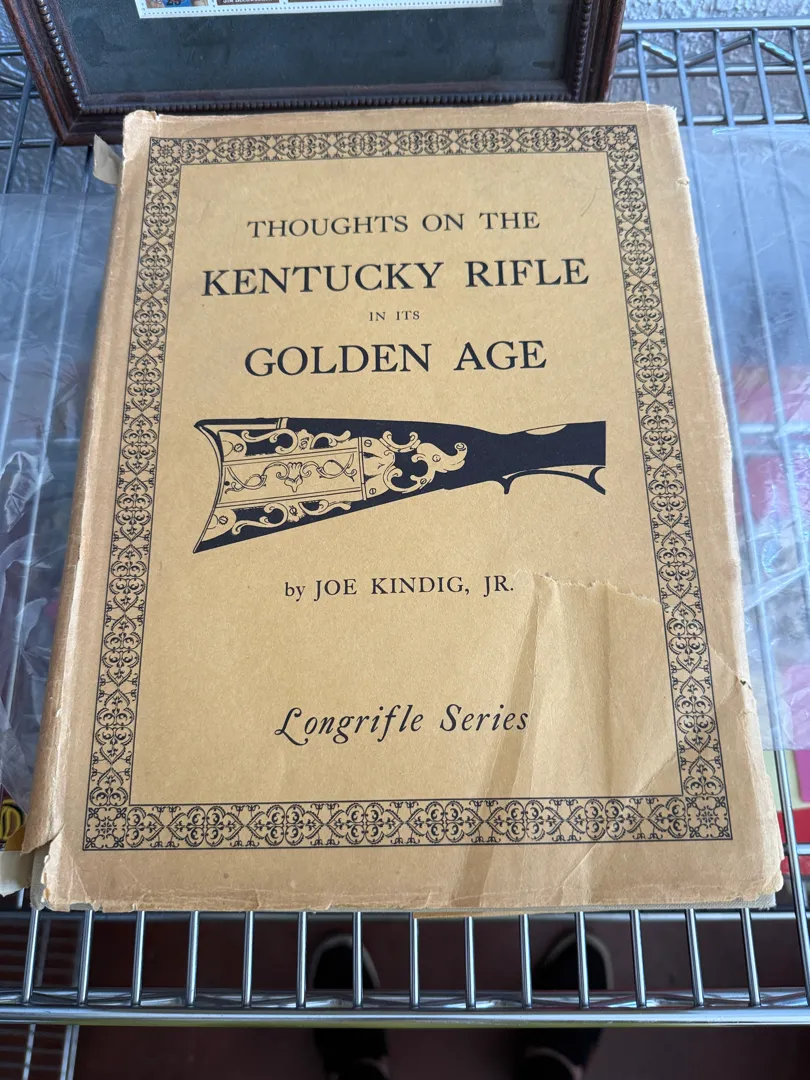 THOUGHTS ON THE
KENTUCKY RIFLE
IN ITS
GOLDEN AGE
by JOE KINDIG, JR.
Longrifle Series